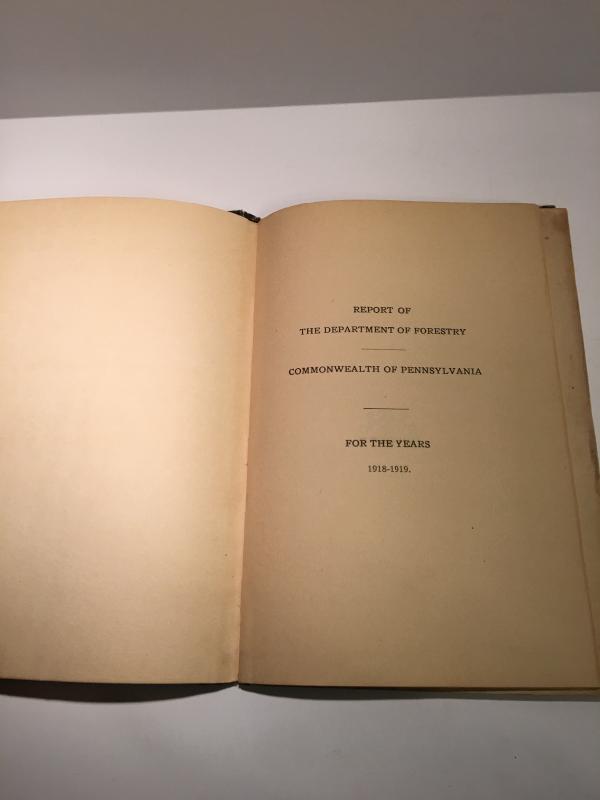 REPORT OF
THE DEPARTMENT OF FORESTRY
COMMONWEALTH OF PENNSYLVANIA
FOR THE YEARS
1918-1919.